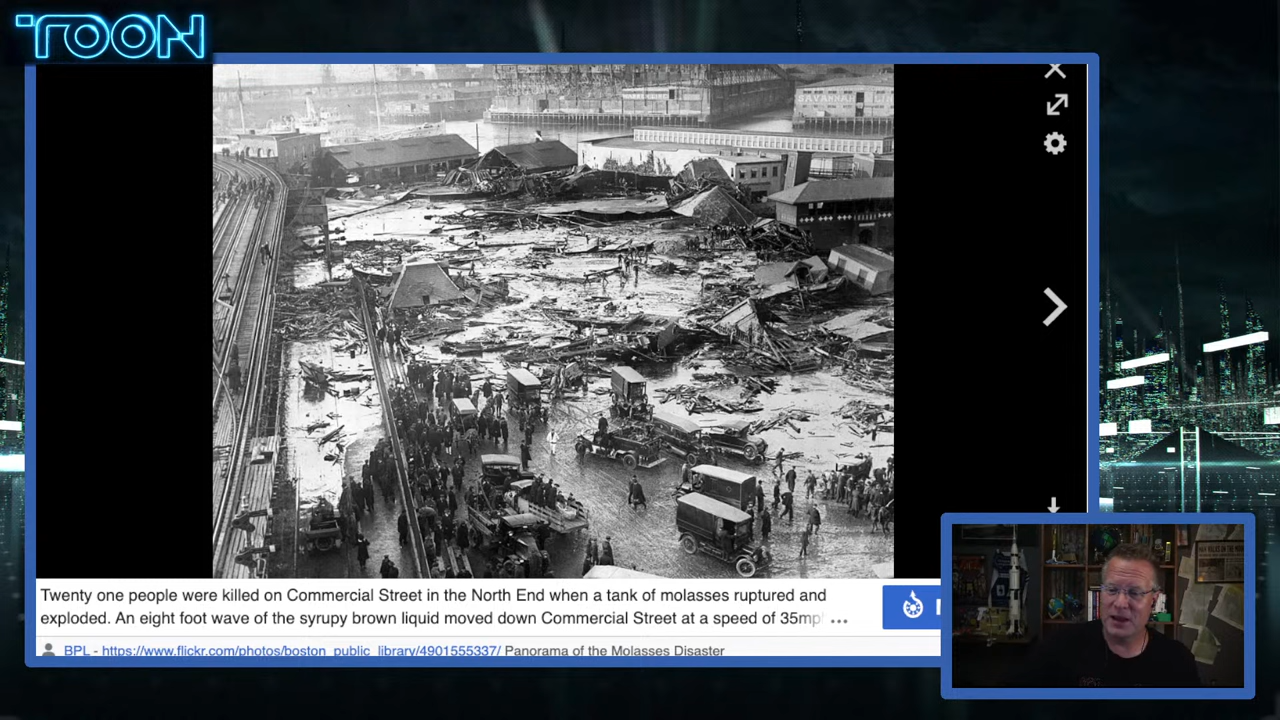 TOON
SAVANNAH LINE
Twenty one people were killed on Commercial Street in the North End when a tank of molasses ruptured and
exploded. An eight foot wave of the syrupy brown liquid moved down Commercial Street at a speed of 35mph ...
BPL - https://www.flickr.com/photos/boston_public_library/4901555337/ Panorama of the Molasses Disaster